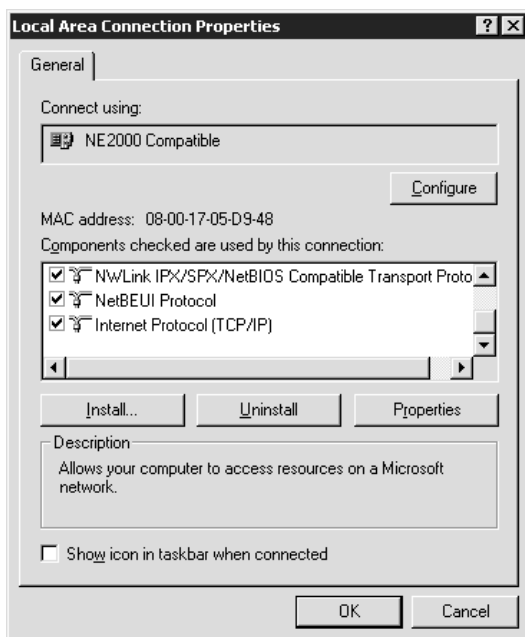 Local Area Connection Properties
General
Connect using:
NE2000 Compatible
Configure
MAC address: 08-00-17-05-D9-48
Components checked are used by this connection:
NWLink IPX/SPX/NetBIOS Compatible Transport Proto
NetBEUI Protocol
Internet Protocol (TCP/IP)
Install... Uninstall Properties
Description
Allows your computer to access resources on a Microsoft
network.
Show icon in taskbar when connected
OK Cancel